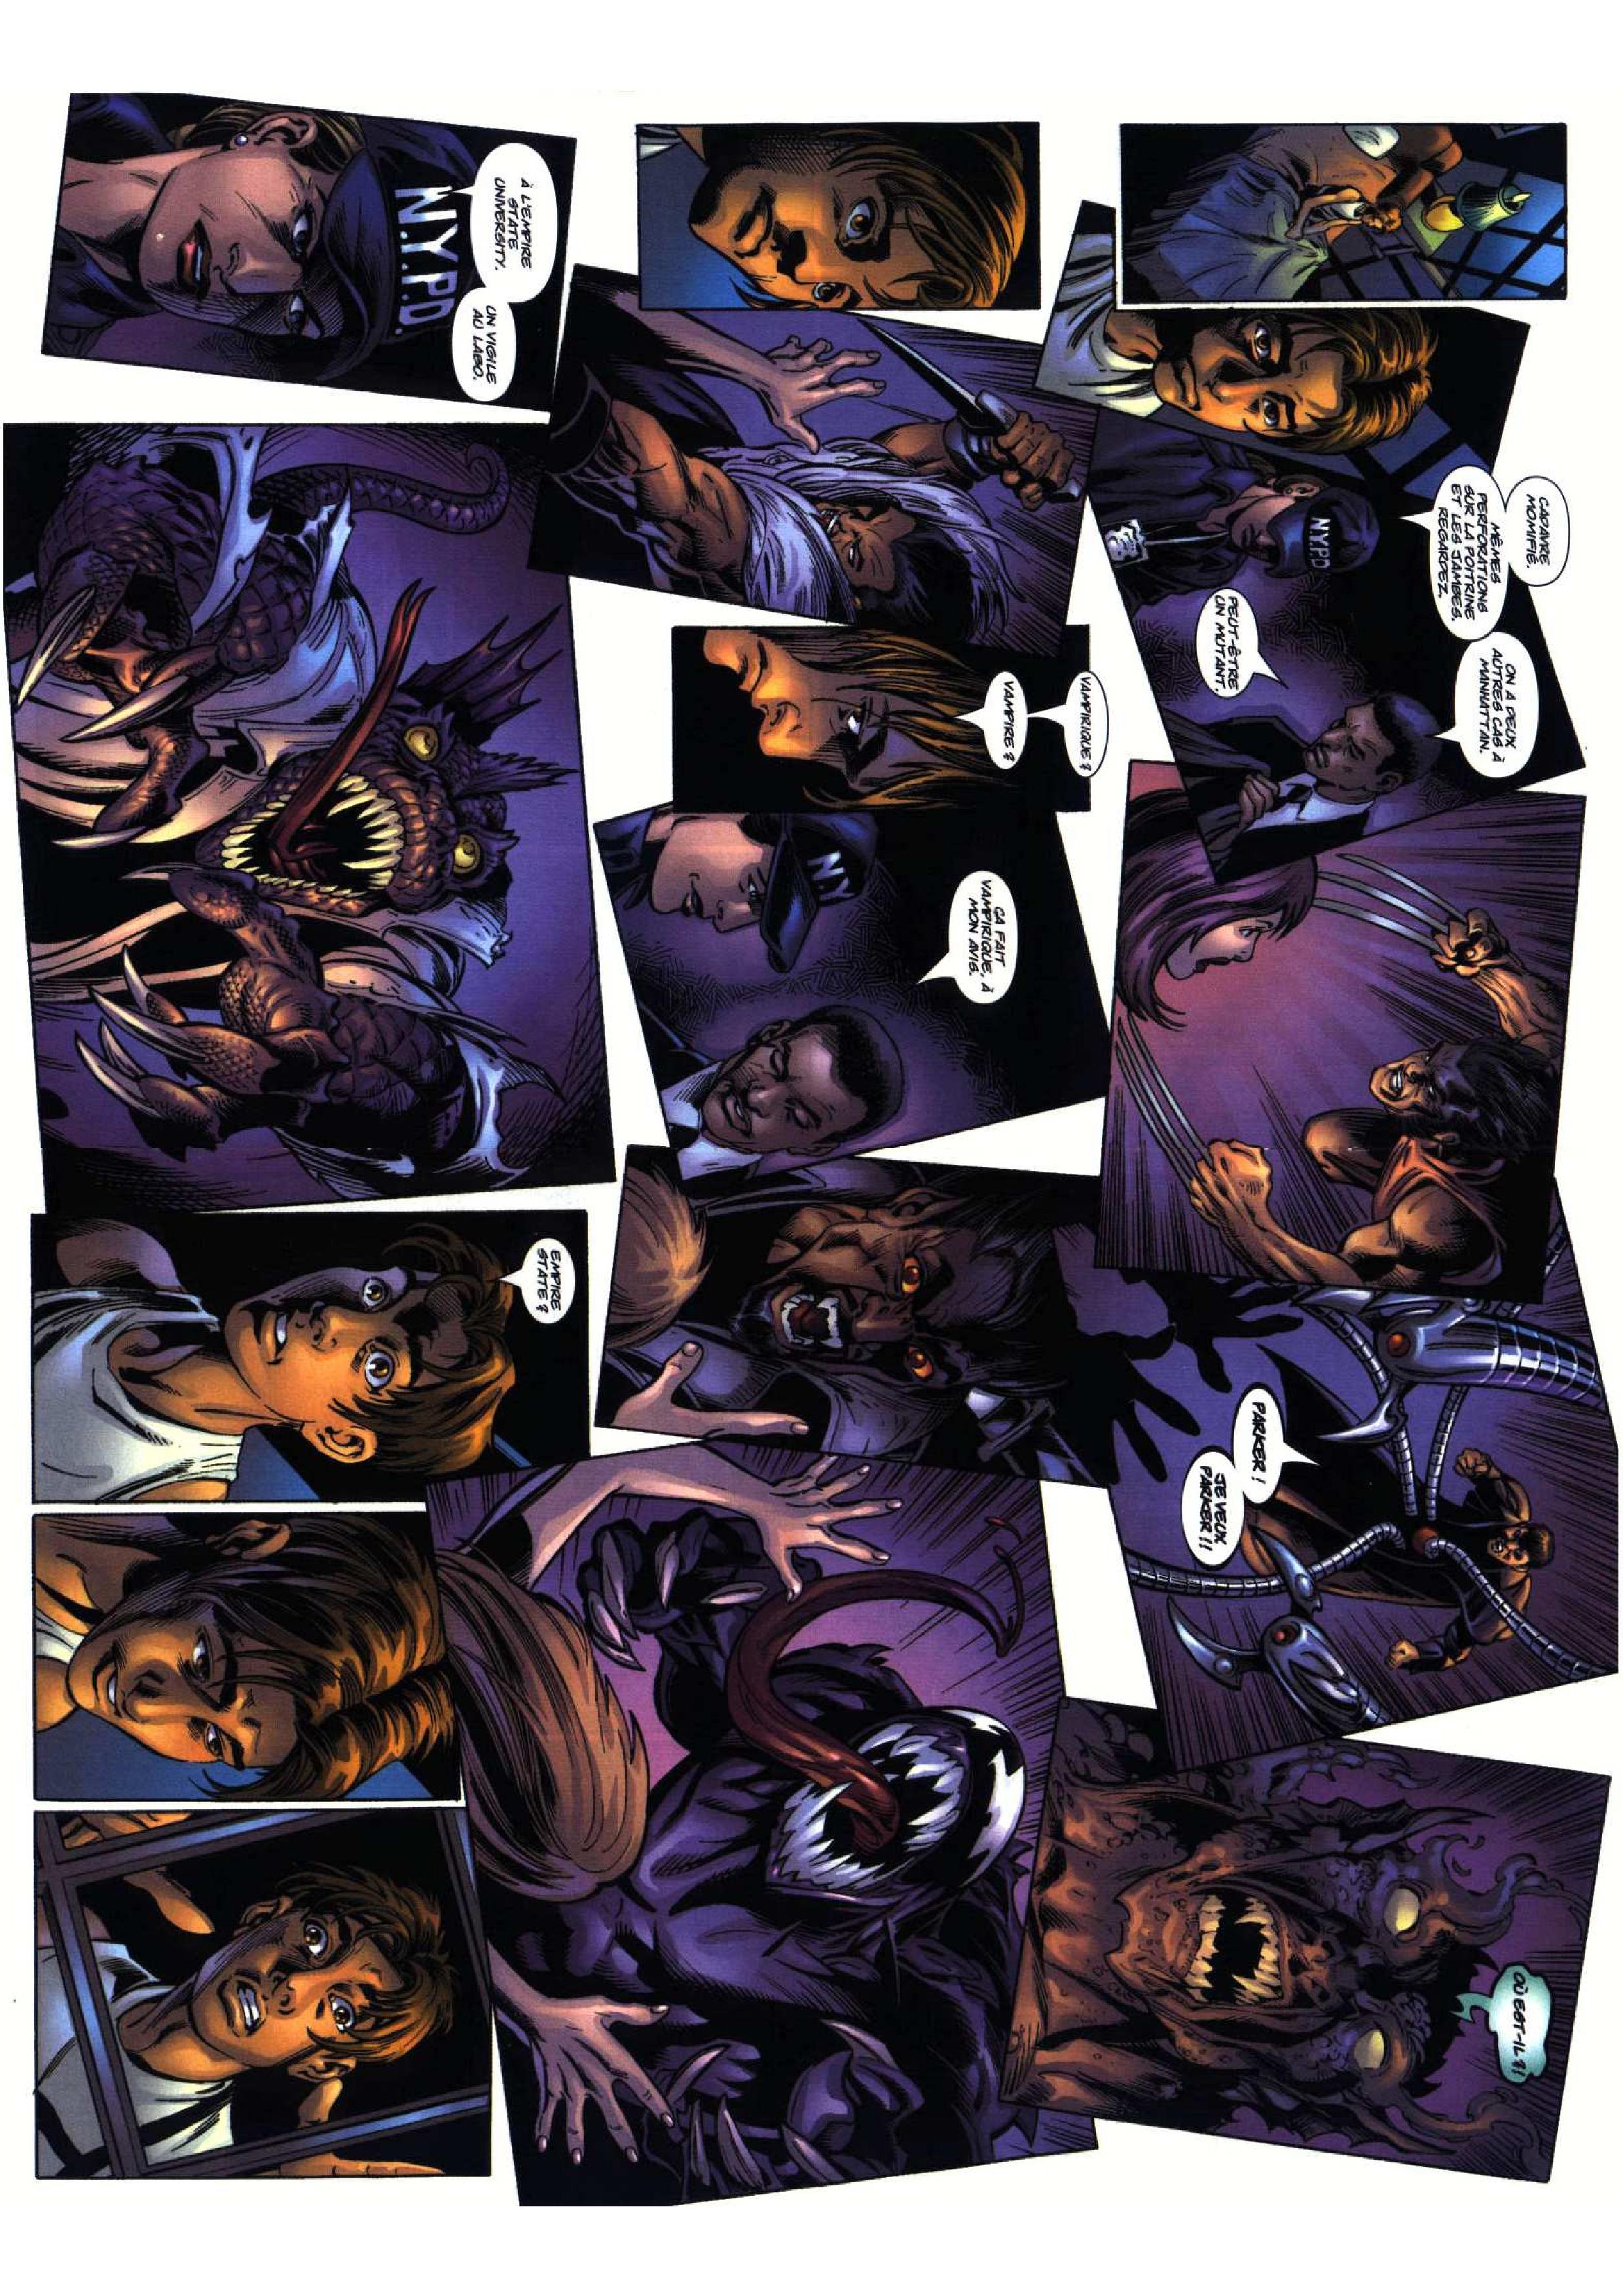 CADAVRE
MOMIFIÉ.
MÊMES
PERFORATIONS
SUR LA POITRINE
ET LES JAMBES.
REGARDEZ.
N.Y.P.D
ON A DEUX
AUTRES CAS À
MANHATTAN.
PEUT-ÊTRE
UN MUTANT.
PARKER !
JE VEUX
PARKER !!
OÙ EST-IL ?!
VAMPIRIQUE ?
VAMPIRE ?
ÇA FAIT
VAMPIRIQUE, À
MON AVIS.
N.Y
À L'EMPIRE
STATE
UNIVERSITY.
UN VIGILE
AU LABO.
N.Y.P.D.
EMPIRE
STATE ?